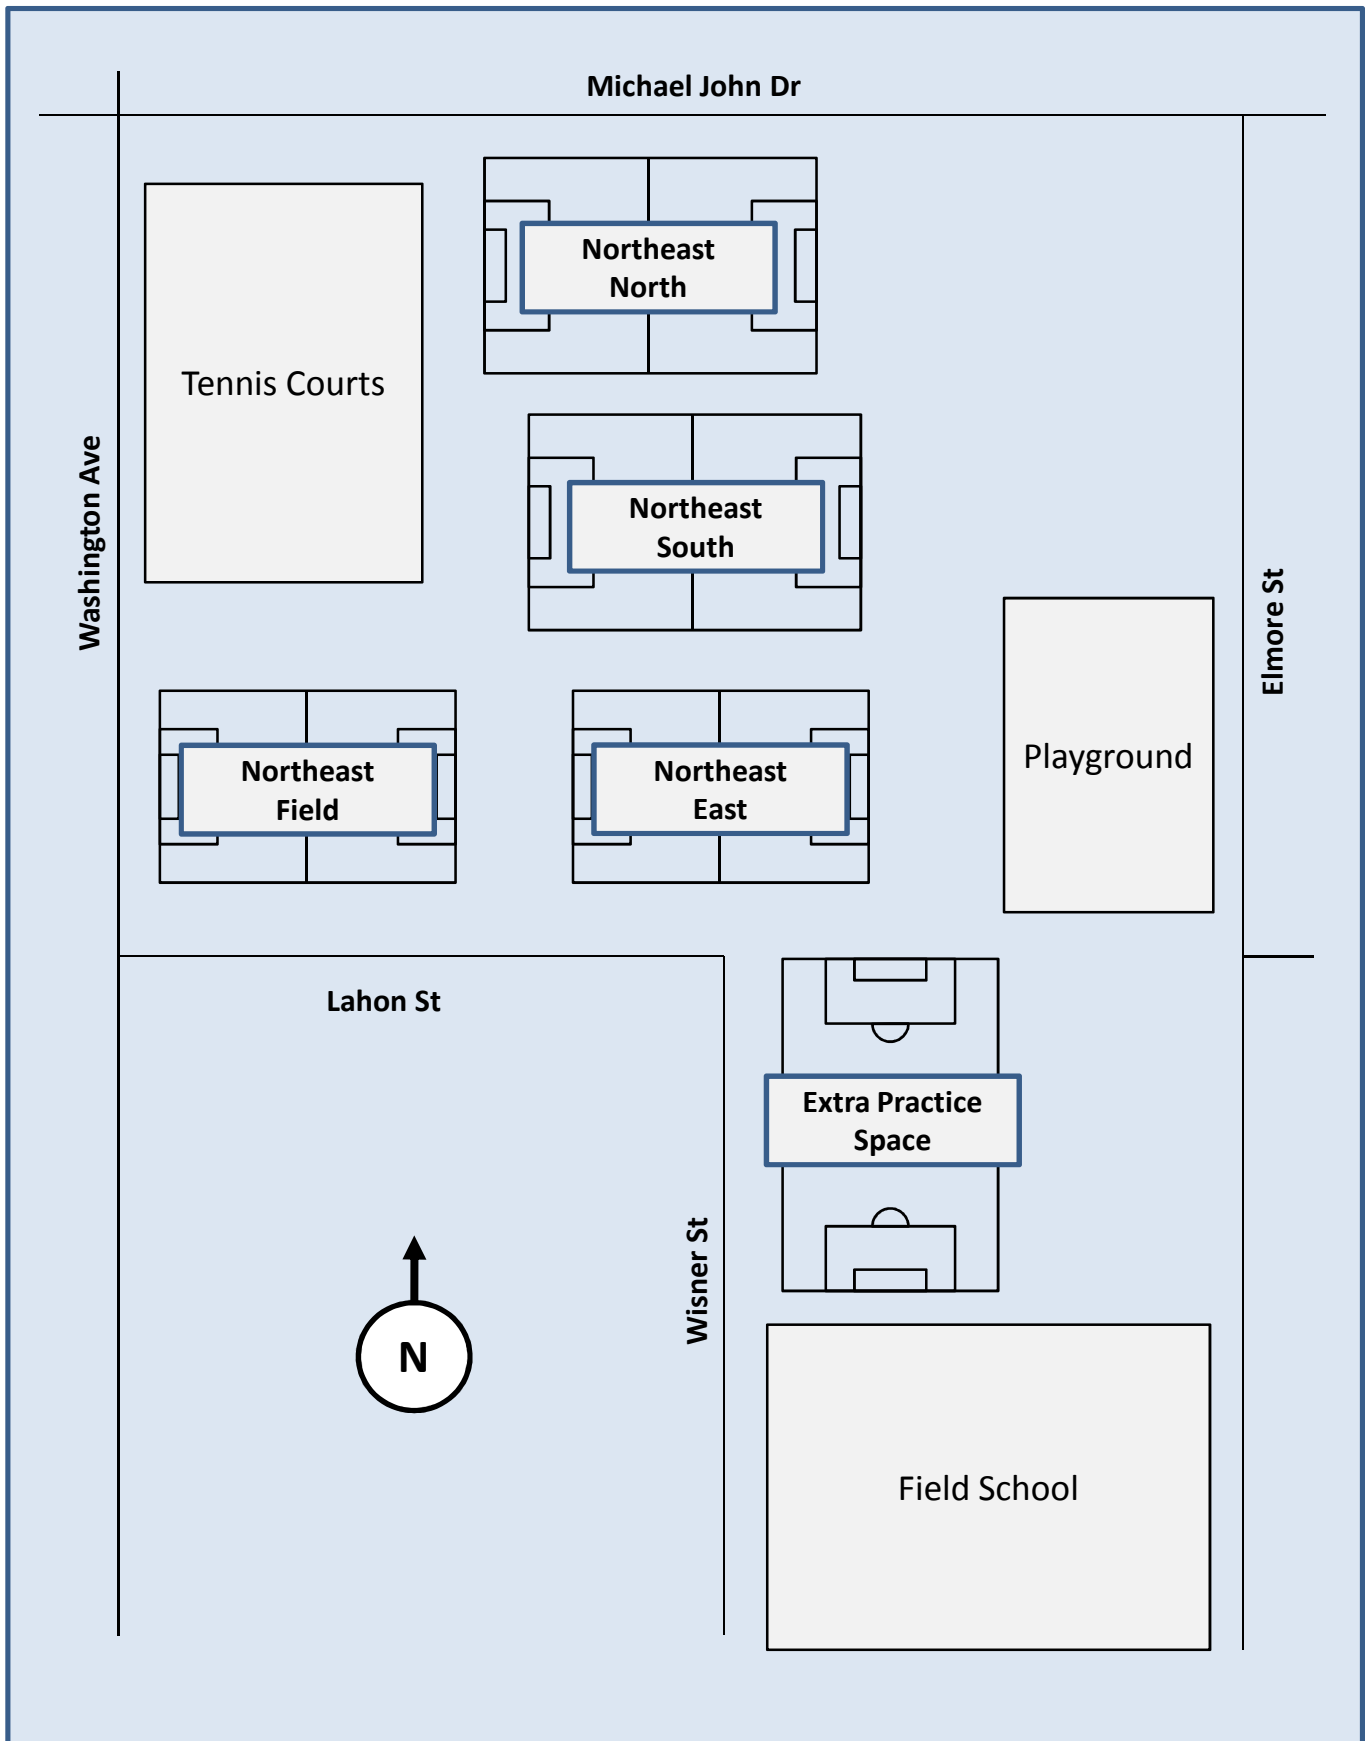 Michael John Dr
Northeast
North
Tennis Courts
Washington Ave
Northeast
South
Elmore St
Northeast
Field
Northeast
East
Playground
Lahon St
Extra Practice
Space
Wisner St
N
Field School